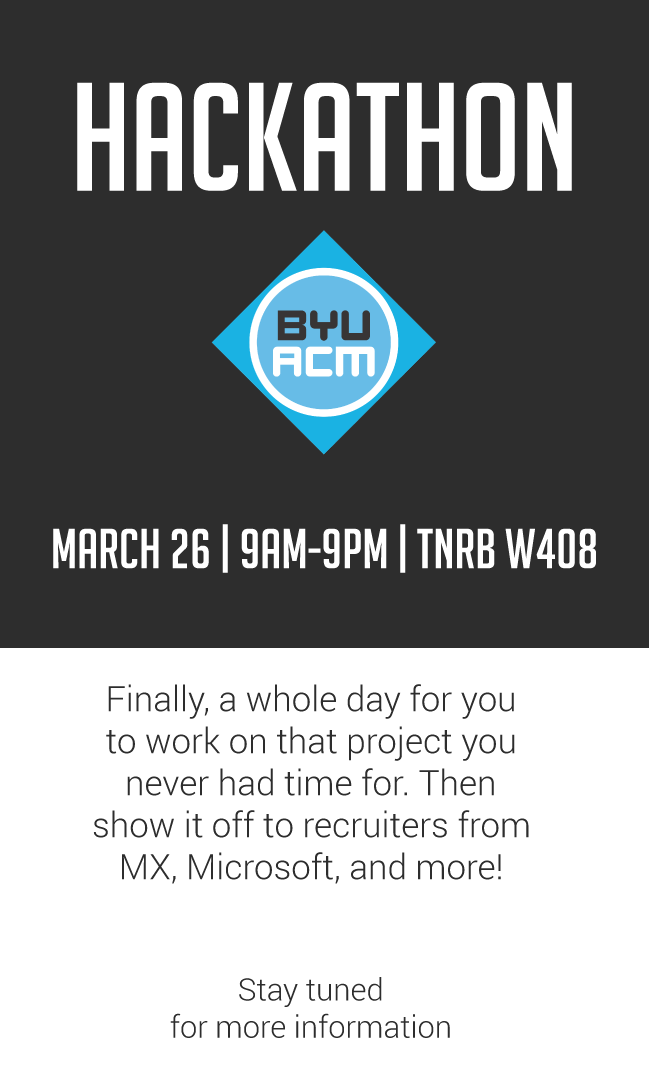 HACKATHON
BYU
ACM
MARCH 26 | 9AM-9PM | TNRB W408
Finally, a whole day for you
to work on that project you
never had time for. Then
show it off to recruiters from
MX, Microsoft, and more!
Stay tuned
for more information